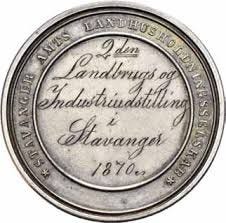 STAVANGER AMTS LANDHUSHOLDNINGSSELSKAB
2den
Landbrugs og
Industriudstilling
i
Stavanger
1870